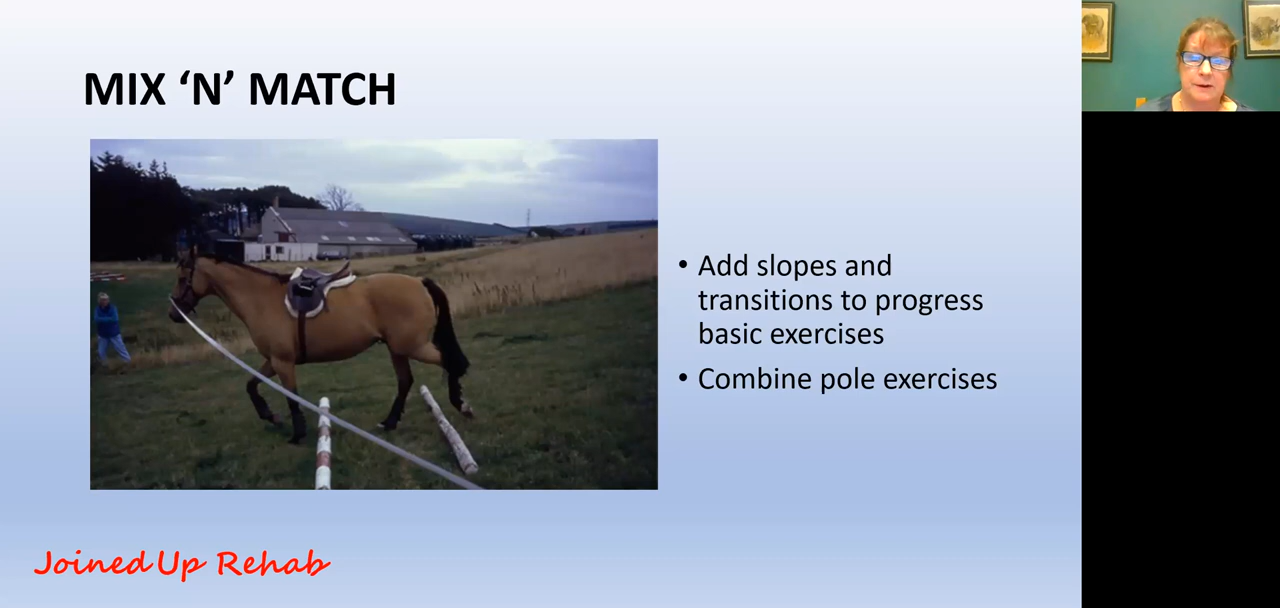 MIX ‘N’ MATCH
• Add slopes and
transitions to progress
basic exercises
• Combine pole exercises
Joined Up Rehab